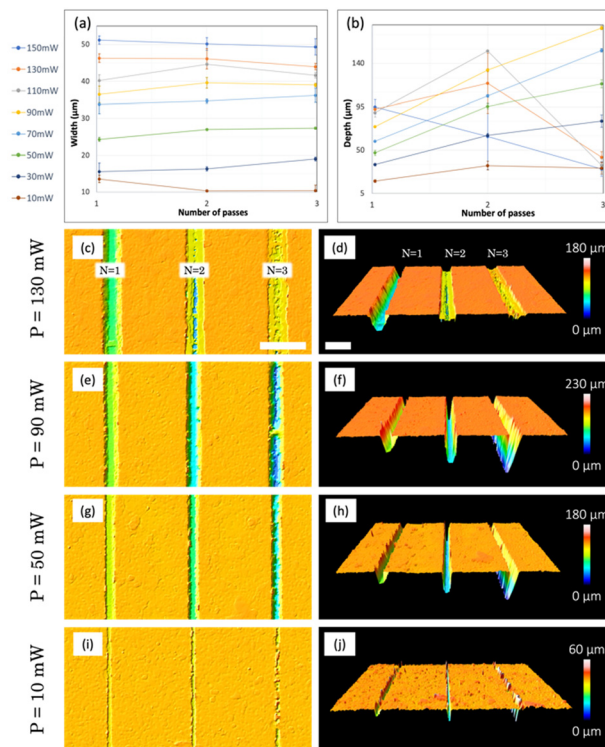 (a)
(b)
150mW
130mW
110mW
90mW
70mW
50mW
30mW
10mW
Width (µm)
50
40
30
20
10
1
2
3
Number of passes
Depth (µm)
140
95
50
5
1
2
3
Number of passes
P = 130 mW
(c)
N=1
N=2
N=3
(d)
N=1
N=2
N=3
180 µm
0 µm
P = 90 mW
(e)
(f)
230 µm
0 µm
P = 50 mW
(g)
(h)
180 µm
0 µm
P = 10 mW
(i)
(j)
60 µm
0 µm